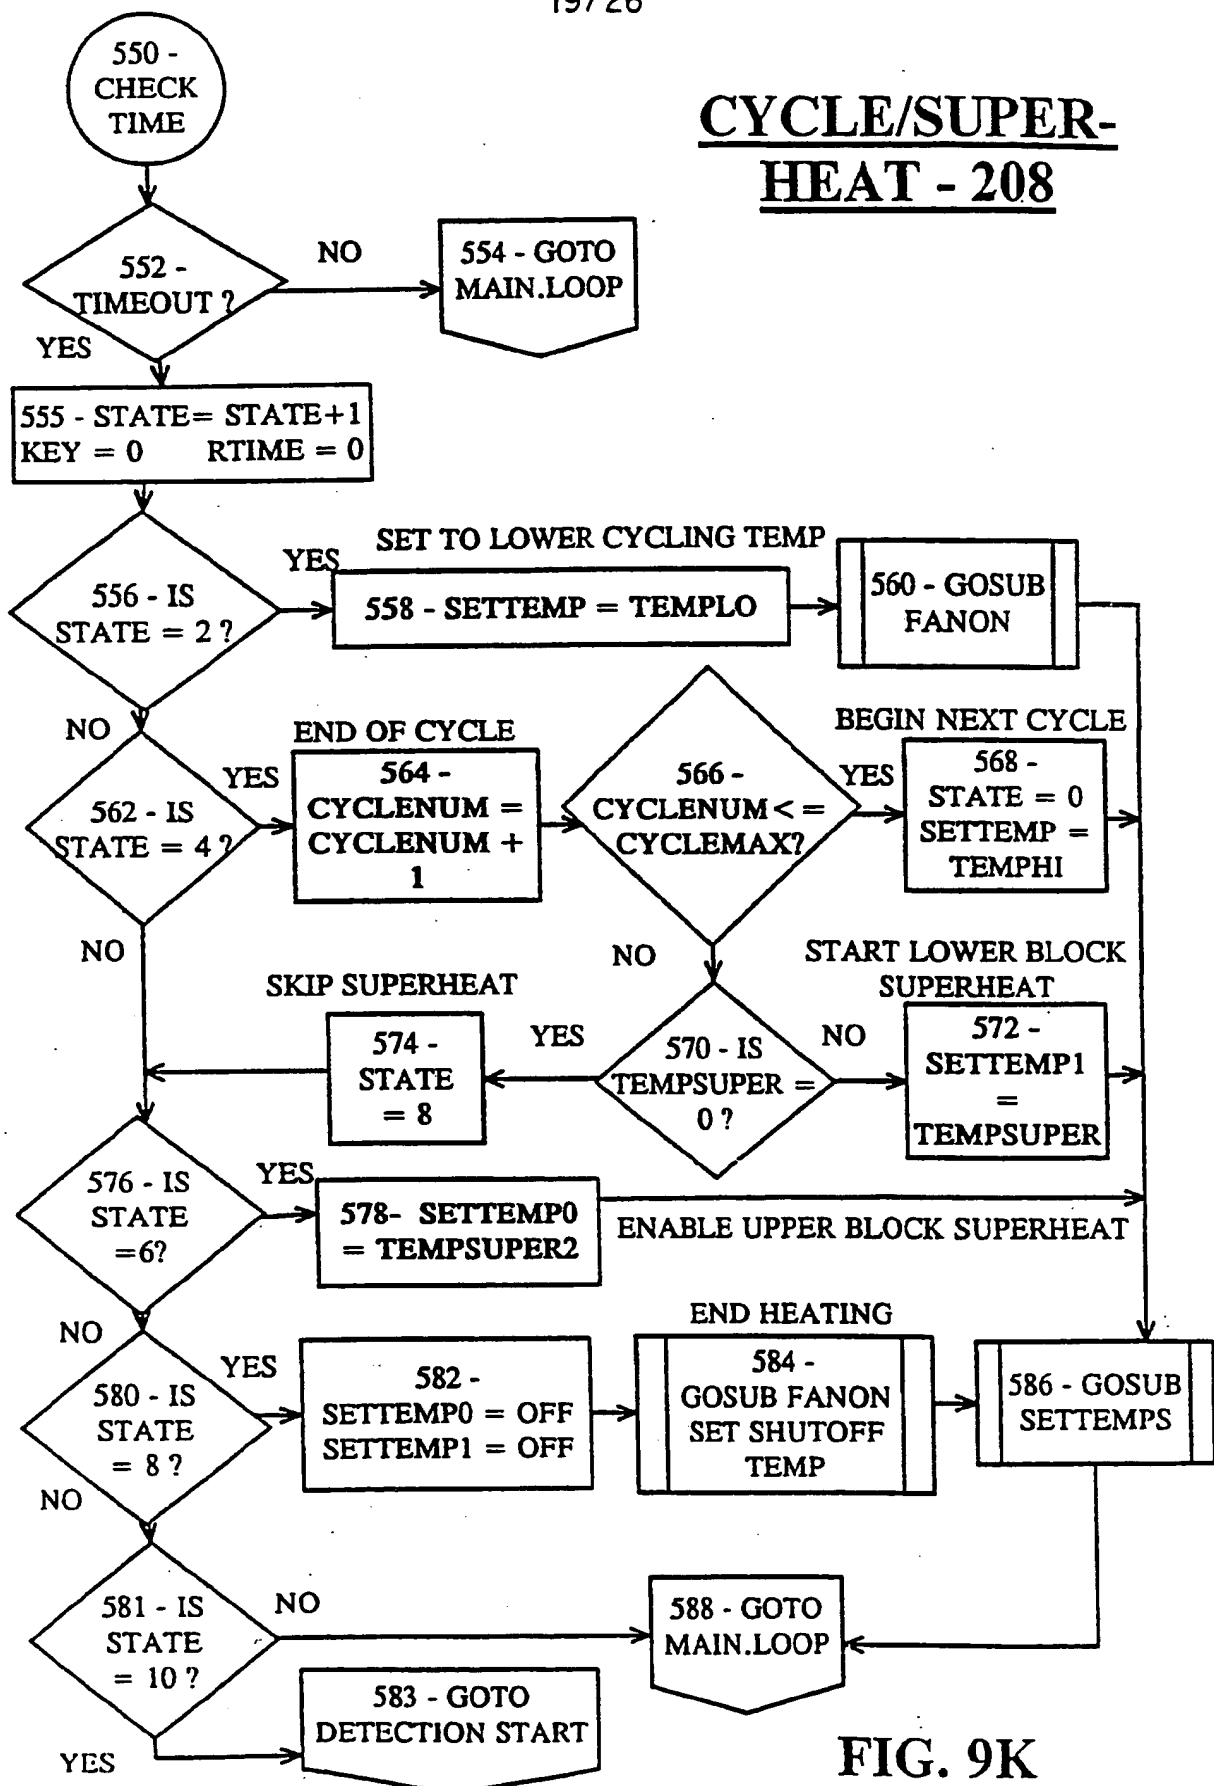 19/26
550 -
CHECK
TIME
CYCLE/SUPER-
HEAT - 208
552 -
TIMEOUT ?
NO
554 - GOTO
MAIN.LOOP
YES
555 - STATE= STATE+1
KEY = 0 RTIME = 0
556 - IS
STATE = 2 ?
YES
SET TO LOWER CYCLING TEMP
558 - SETTEMP = TEMPLO
560 - GOSUB
FANON
NO
562 - IS
STATE = 4 ?
YES
END OF CYCLE
564 -
CYCLENUM =
CYCLENUM +
1
566 -
CYCLENUM < =
CYCLEMAX?
YES
BEGIN NEXT CYCLE
568 -
STATE = 0
SETTEMP =
TEMPHI
NO
NO
START LOWER BLOCK
SUPERHEAT
570 - IS
TEMPSUPER =
0 ?
NO
572 -
SETTEMP1
=
TEMPSUPER
YES
SKIP SUPERHEAT
574 -
STATE
= 8
576 - IS
STATE
=6?
YES
578- SETTEMP0
= TEMPSUPER2
ENABLE UPPER BLOCK SUPERHEAT
NO
580 - IS
STATE
= 8 ?
YES
582 -
SETTEMP0 = OFF
SETTEMP1 = OFF
END HEATING
584 -
GOSUB FANON
SET SHUTOFF
TEMP
586 - GOSUB
SETTEMPS
NO
581 - IS
STATE
= 10 ?
NO
588 - GOTO
MAIN.LOOP
YES
583 - GOTO
DETECTION START
FIG. 9K